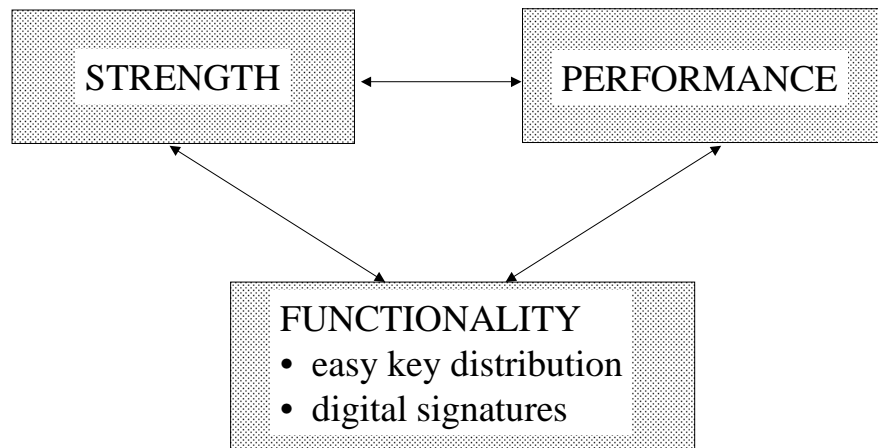 STRENGTH
PERFORMANCE
FUNCTIONALITY
• easy key distribution
• digital signatures